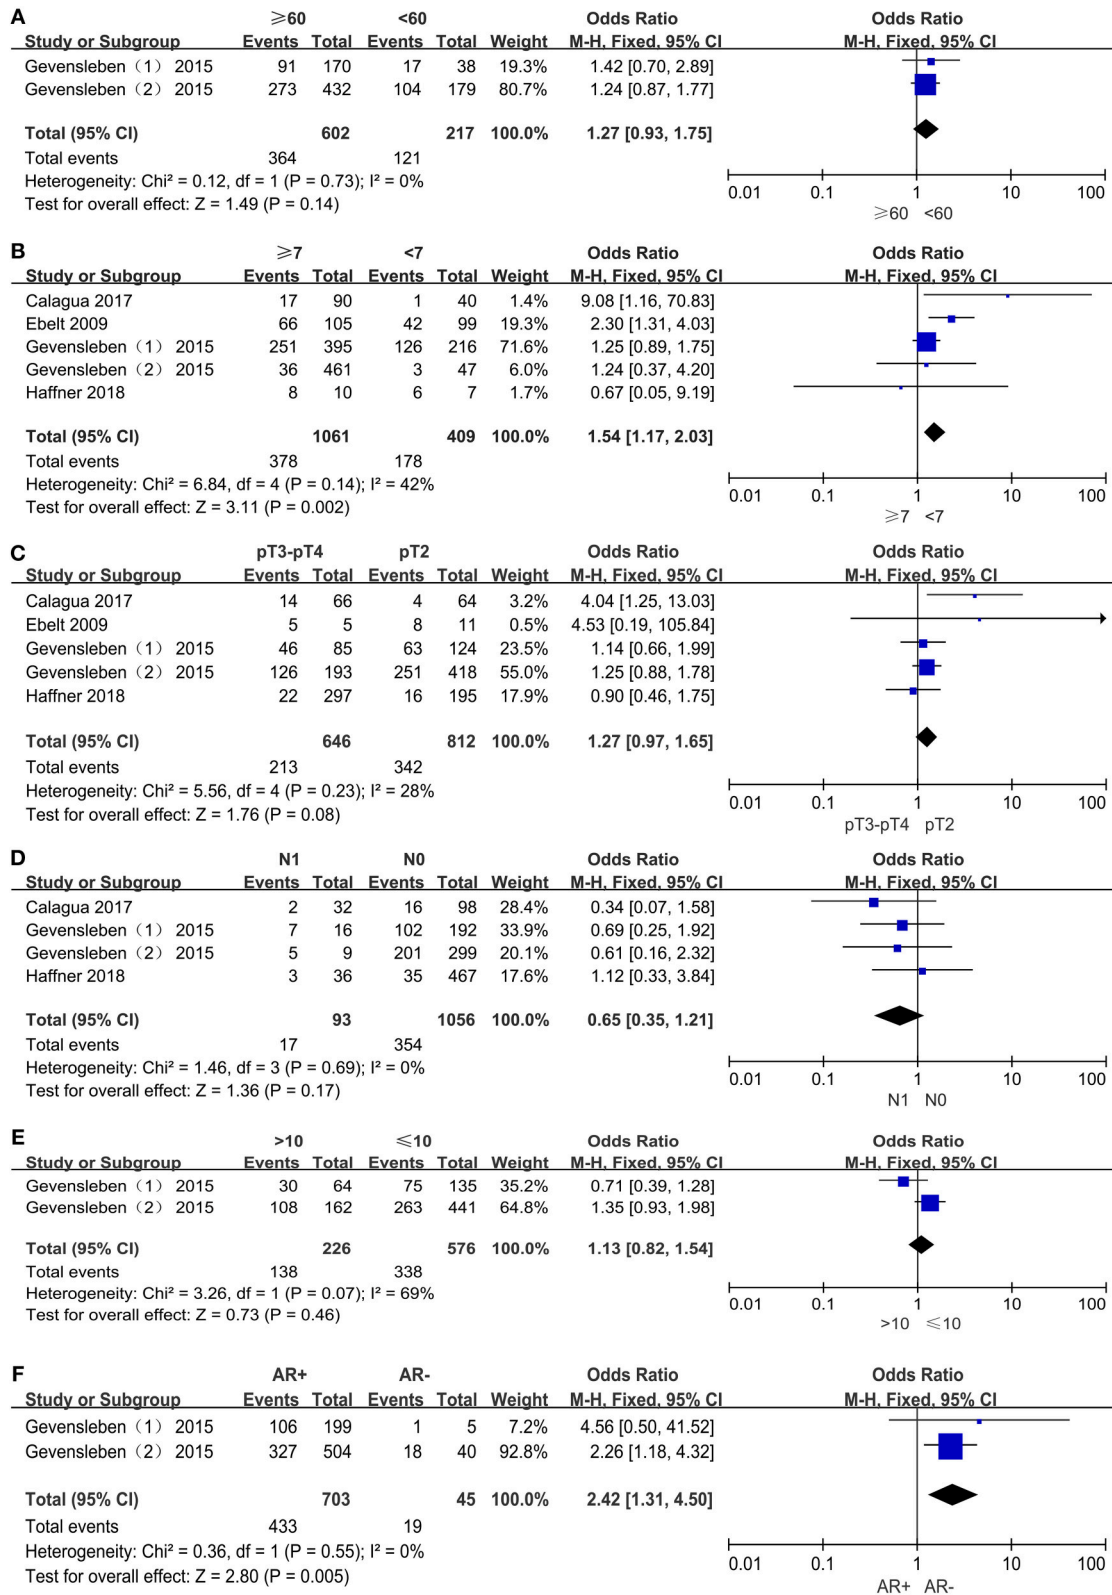 A ≥60 <60 Odds Ratio Odds Ratio
Study or Subgroup Events Total Events Total Weight M-H, Fixed, 95% CI M-H, Fixed, 95% CI
Gevensleben（1） 2015 91 170 17 38 19.3% 1.42 [0.70, 2.89]
Gevensleben（2） 2015 273 432 104 179 80.7% 1.24 [0.87, 1.77]
Total (95% CI) 602 217 100.0% 1.27 [0.93, 1.75]
Total events 364 121
Heterogeneity: Chi² = 0.12, df = 1 (P = 0.73); I² = 0%
Test for overall effect: Z = 1.49 (P = 0.14)
0.01 0.1 1 10 100
≥60 <60
B ≥7 <7 Odds Ratio Odds Ratio
Study or Subgroup Events Total Events Total Weight M-H, Fixed, 95% CI M-H, Fixed, 95% CI
Calagua 2017 17 90 1 40 1.4% 9.08 [1.16, 70.83]
Ebelt 2009 66 105 42 99 19.3% 2.30 [1.31, 4.03]
Gevensleben（1） 2015 251 395 126 216 71.6% 1.25 [0.89, 1.75]
Gevensleben（2） 2015 36 461 3 47 6.0% 1.24 [0.37, 4.20]
Haffner 2018 8 10 6 7 1.7% 0.67 [0.05, 9.19]
Total (95% CI) 1061 409 100.0% 1.54 [1.17, 2.03]
Total events 378 178
Heterogeneity: Chi² = 6.84, df = 4 (P = 0.14); I² = 42%
Test for overall effect: Z = 3.11 (P = 0.002)
0.01 0.1 1 10 100
≥7 <7
C pT3-pT4 pT2 Odds Ratio Odds Ratio
Study or Subgroup Events Total Events Total Weight M-H, Fixed, 95% CI M-H, Fixed, 95% CI
Calagua 2017 14 66 4 64 3.2% 4.04 [1.25, 13.03]
Ebelt 2009 5 5 8 11 0.5% 4.53 [0.19, 105.84]
Gevensleben（1） 2015 46 85 63 124 23.5% 1.14 [0.66, 1.99]
Gevensleben（2） 2015 126 193 251 418 55.0% 1.25 [0.88, 1.78]
Haffner 2018 22 297 16 195 17.9% 0.90 [0.46, 1.75]
Total (95% CI) 646 812 100.0% 1.27 [0.97, 1.65]
Total events 213 342
Heterogeneity: Chi² = 5.56, df = 4 (P = 0.23); I² = 28%
Test for overall effect: Z = 1.76 (P = 0.08)
0.01 0.1 1 10 100
pT3-pT4 pT2
D N1 N0 Odds Ratio Odds Ratio
Study or Subgroup Events Total Events Total Weight M-H, Fixed, 95% CI M-H, Fixed, 95% CI
Calagua 2017 2 32 16 98 28.4% 0.34 [0.07, 1.58]
Gevensleben（1） 2015 7 16 102 192 33.9% 0.69 [0.25, 1.92]
Gevensleben（2） 2015 5 9 201 299 20.1% 0.61 [0.16, 2.32]
Haffner 2018 3 36 35 467 17.6% 1.12 [0.33, 3.84]
Total (95% CI) 93 1056 100.0% 0.65 [0.35, 1.21]
Total events 17 354
Heterogeneity: Chi² = 1.46, df = 3 (P = 0.69); I² = 0%
Test for overall effect: Z = 1.36 (P = 0.17)
0.01 0.1 1 10 100
N1 N0
E >10 ≤10 Odds Ratio Odds Ratio
Study or Subgroup Events Total Events Total Weight M-H, Fixed, 95% CI M-H, Fixed, 95% CI
Gevensleben（1） 2015 30 64 75 135 35.2% 0.71 [0.39, 1.28]
Gevensleben（2） 2015 108 162 263 441 64.8% 1.35 [0.93, 1.98]
Total (95% CI) 226 576 100.0% 1.13 [0.82, 1.54]
Total events 138 338
Heterogeneity: Chi² = 3.26, df = 1 (P = 0.07); I² = 69%
Test for overall effect: Z = 0.73 (P = 0.46)
0.01 0.1 1 10 100
>10 ≤10
F AR+ AR- Odds Ratio Odds Ratio
Study or Subgroup Events Total Events Total Weight M-H, Fixed, 95% CI M-H, Fixed, 95% CI
Gevensleben（1） 2015 106 199 1 5 7.2% 4.56 [0.50, 41.52]
Gevensleben（2） 2015 327 504 18 40 92.8% 2.26 [1.18, 4.32]
Total (95% CI) 703 45 100.0% 2.42 [1.31, 4.50]
Total events 433 19
Heterogeneity: Chi² = 0.36, df = 1 (P = 0.55); I² = 0%
Test for overall effect: Z = 2.80 (P = 0.005)
0.01 0.1 1 10 100
AR+ AR-